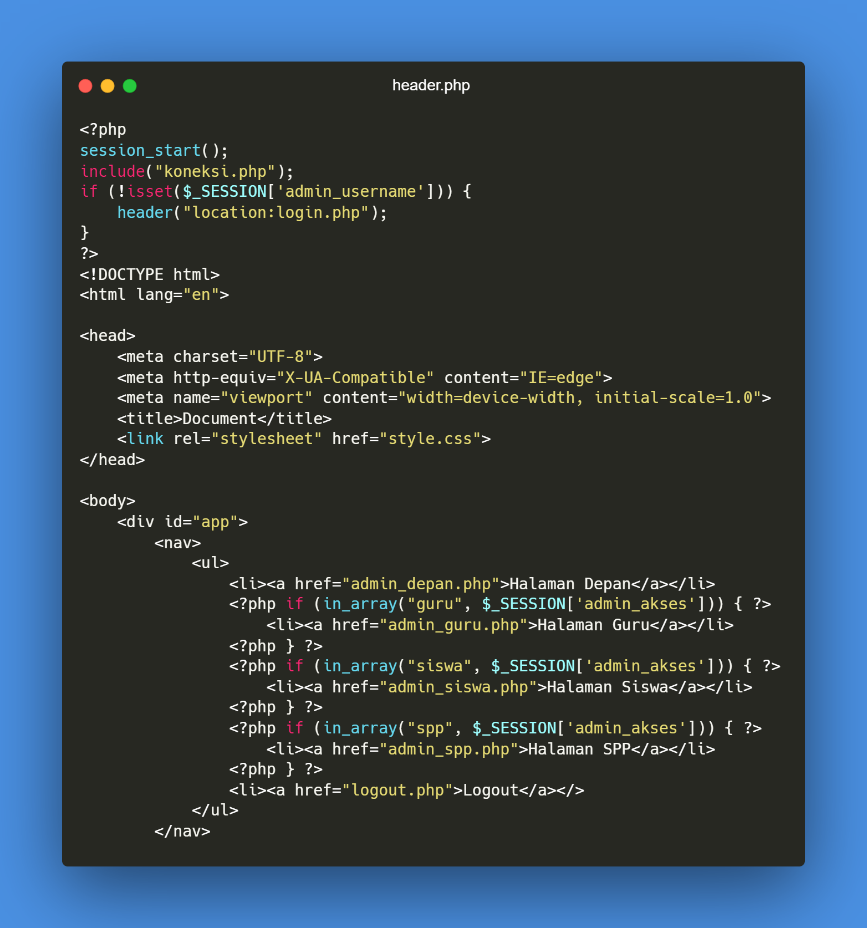 header.php
<?php
session_start();
include("koneksi.php");
if (!isset($_SESSION['admin_username'])) {
    header("location:login.php");
}
?>
<!DOCTYPE html>
<html lang="en">

<head>
    <meta charset="UTF-8">
    <meta http-equiv="X-UA-Compatible" content="IE=edge">
    <meta name="viewport" content="width=device-width, initial-scale=1.0">
    <title>Document</title>
    <link rel="stylesheet" href="style.css">
</head>

<body>
    <div id="app">
        <nav>
            <ul>
                <li><a href="admin_depan.php">Halaman Depan</a></li>
                <?php if (in_array("guru", $_SESSION['admin_akses'])) { ?>
                    <li><a href="admin_guru.php">Halaman Guru</a></li>
                <?php } ?>
                <?php if (in_array("siswa", $_SESSION['admin_akses'])) { ?>
                    <li><a href="admin_siswa.php">Halaman Siswa</a></li>
                <?php } ?>
                <?php if (in_array("spp", $_SESSION['admin_akses'])) { ?>
                    <li><a href="admin_spp.php">Halaman SPP</a></li>
                <?php } ?>
                <li><a href="logout.php">Logout</a></>
            </ul>
        </nav>